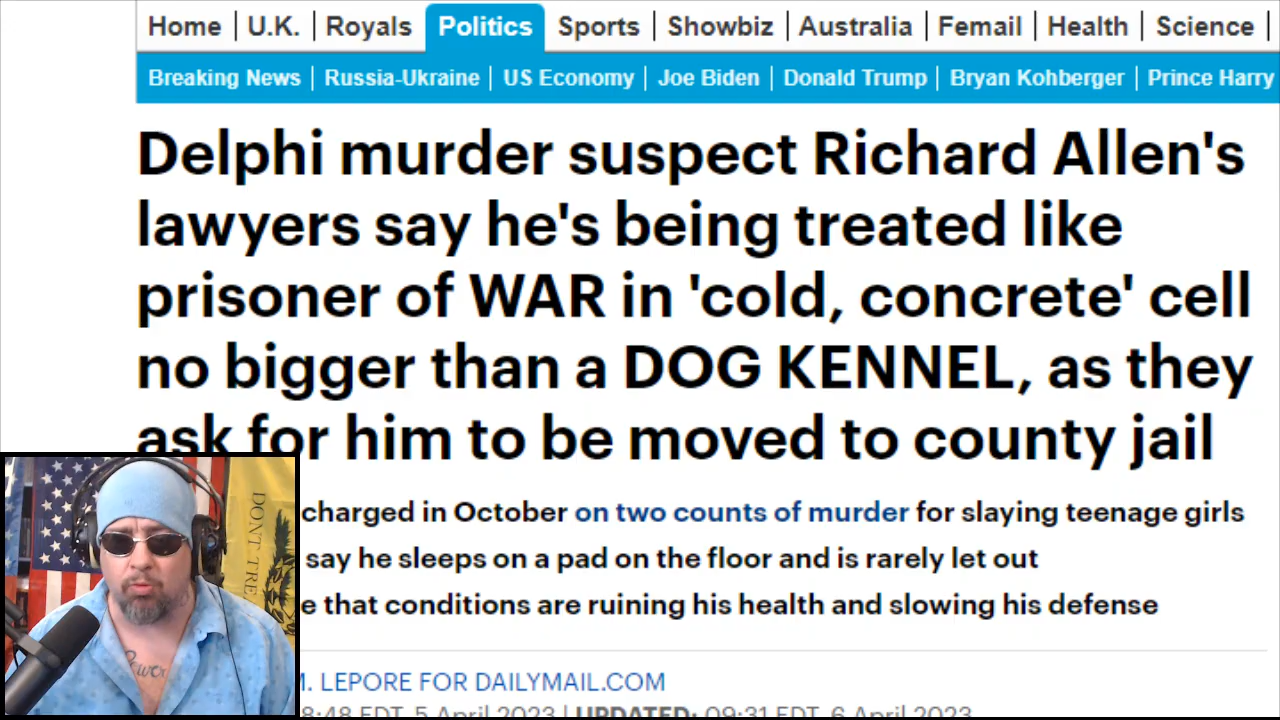 Home | U.K. | Royals Politics Sports | Showbiz | Australia | Femail | Health | Science |
Breaking News | Russia-Ukraine | US Economy | Joe Biden | Donald Trump | Bryan Kohberger | Prince Harry
Delphi murder suspect Richard Allen's
lawyers say he's being treated like
prisoner of WAR in 'cold, concrete' cell
no bigger than a DOG KENNEL, as they
ask for him to be moved to county jail
charged in October on two counts of murder for slaying teenage girls
say he sleeps on a pad on the floor and is rarely let out
e that conditions are ruining his health and slowing his defense
M. LEPORE FOR DAILYMAIL.COM
8:48 EDT, 5 April 2023 | UPDATED: 09:31 EDT, 6 April 2023
DON'T TRE
Power